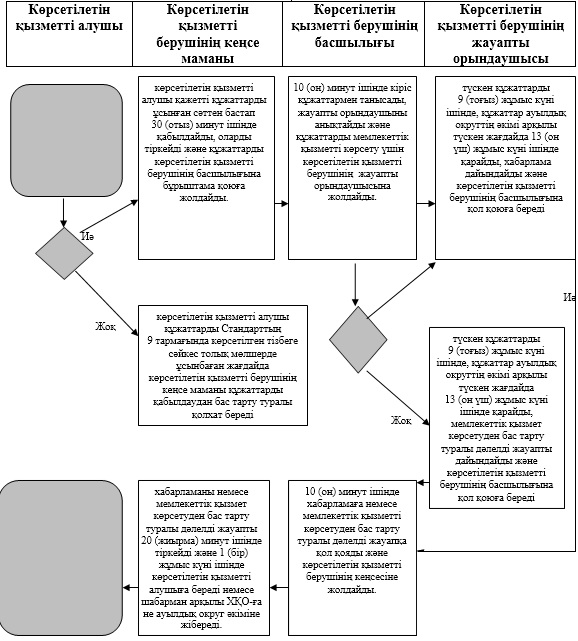 Көрсетілетін
қызметті алушы
Көрсетілетін
қызметті
берушінің кеңсе
маманы
Көрсетілетін
қызметті берушінің
басшылығы
Көрсетілетін
қызметті берушінің
жауапты
орындаушысы
көрсетілетін қызметті
алушы қажетті құжаттарды
ұсынған сәттен бастап
30 (отыз) минут ішінде
қабылдайды, оларды
тіркейді және құжаттарды
көрсетілетін қызметті
берушінің басшылығына
бұрыштама қоюға
жолдайды.
10 (он) минут ішінде кіріс
құжаттармен танысады,
жауапты орындаушыны
анықтайды және
құжаттарды мемлекеттік
қызметті көрсету үшін
көрсетілетін қызметті
берушінің жауапты
орындаушысына
жолдайды.
түскен құжаттарды
9 (тоғыз) жұмыс күні
ішінде, құжаттар ауылдық
округтің әкімі арқылы
түскен жағдайда 13 (он
үш) жұмыс күні ішінде
қарайды, хабарлама
дайындайды және
көрсетілетін қызметті
берушінің басшылығына
қол қоюға береді
Иә
Иә
Жоқ
көрсетілетін қызметті алушы
құжаттарды Стандарттың
9 тармағында көрсетілген тізбеге
сәйкес толық мөлшерде
ұсынбаған жағдайда
көрсетілетін қызметті берушінің
кеңсе маманы құжаттарды
қабылдаудан бас тарту туралы
қолхат береді
Жоқ
түскен құжаттарды
9 (тоғыз) жұмыс күні
ішінде, құжаттар ауылдық
округтің әкімі арқылы
түскен жағдайда
13 (он үш) жұмыс күні
ішінде қарайды,
мемлекеттік қызмет
көрсетуден бас тарту
туралы дәлелді жауапты
дайындайды және
көрсетілетін қызметті
берушінің басшылығына
қол қоюға береді
хабарламаны немесе
мемлекеттік қызмет
көрсетуден бас тарту
туралы дәлелді жауапты
20 (жиырма) минут ішінде
тіркейді және 1 (бір)
жұмыс күні ішінде
көрсетілетін қызметті
алушыға береді немесе
шабарман арқылы ХҚО-ға
не ауылдық округ әкіміне
жібереді.
10 (он) минут ішінде
хабарламаға немесе
мемлекеттік қызметті
көрсетуден бас тарту
туралы дәлелді жауапқа
қол қояды және
көрсетілетін қызметті
берушінің кеңсесіне
жолдайды.